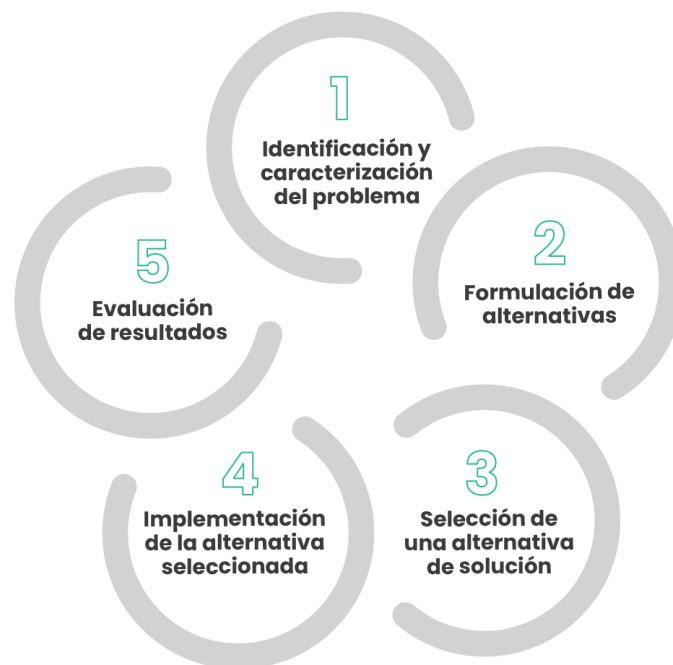 1
Identificación y
caracterización
del problema
2
Formulación de
alternativas
3
Selección de
una alternativa
de solución
4
Implementación
de la alternativa
seleccionada
5
Evaluación
de resultados